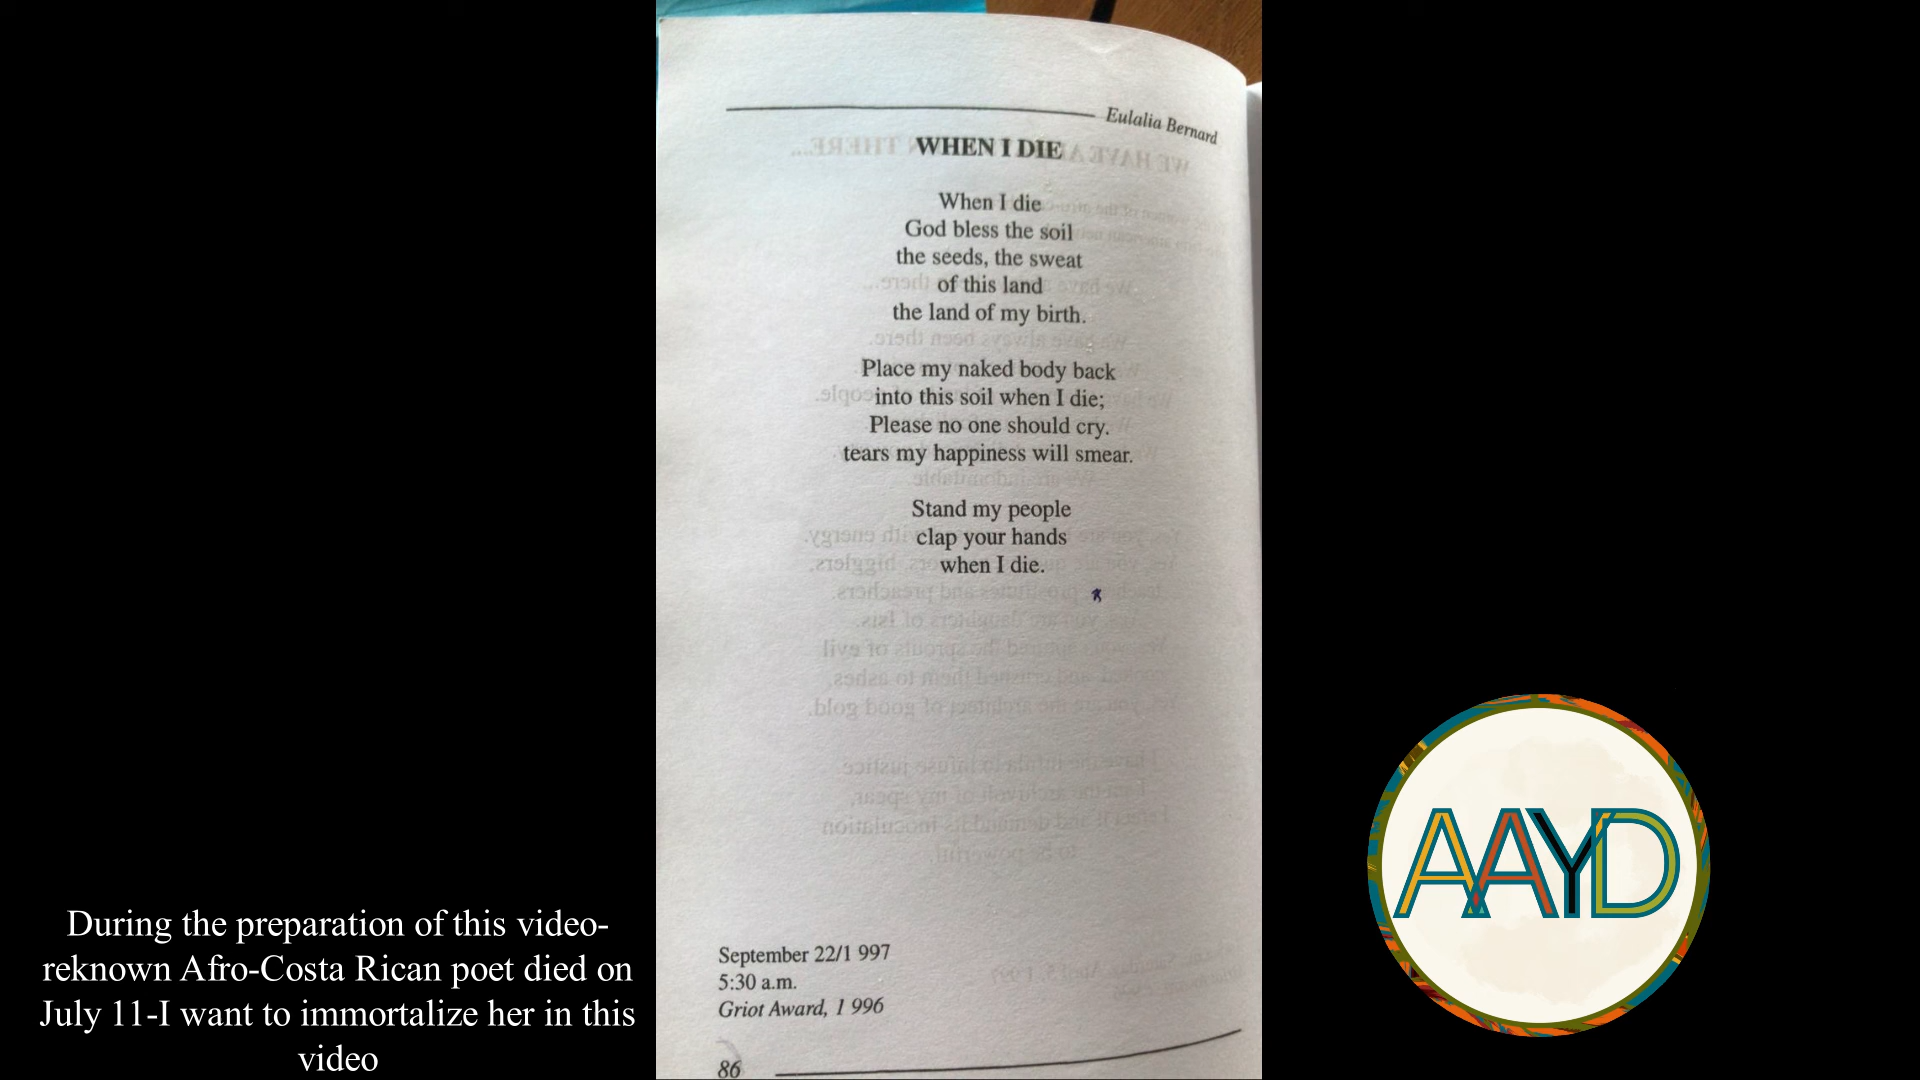 Eulalia Bernard
WHEN I DIE
When I die
God bless the soil
the seeds, the sweat
of this land
the land of my birth.
Place my naked body back
into this soil when I die;
Please no one should cry.
tears my happiness will smear.
Stand my people
clap your hands
when I die.
September 22/1 997
5:30 a.m.
Griot Award, 1 996
86
During the preparation of this video-
reknown Afro-Costa Rican poet died on
July 11-I want to immortalize her in this
video
AAYD